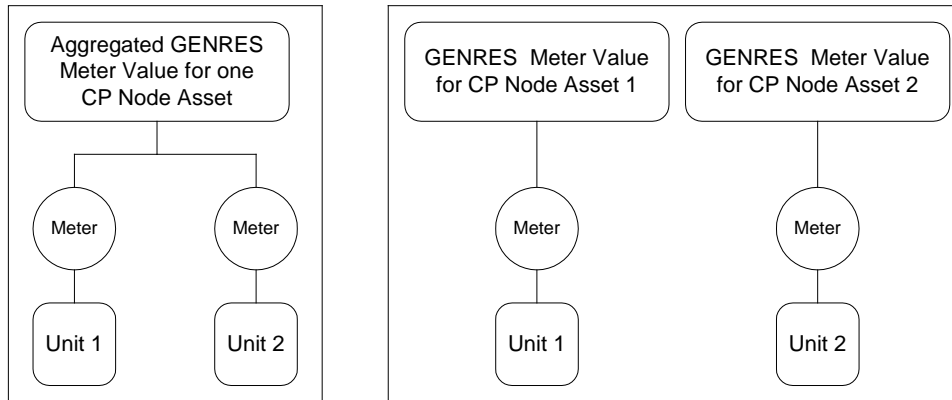 Aggregated GENRES
Meter Value for one
CP Node Asset
Meter
Meter
Unit 1
Unit 2
GENRES Meter Value
for CP Node Asset 1
GENRES Meter Value
for CP Node Asset 2
Meter
Meter
Unit 1
Unit 2